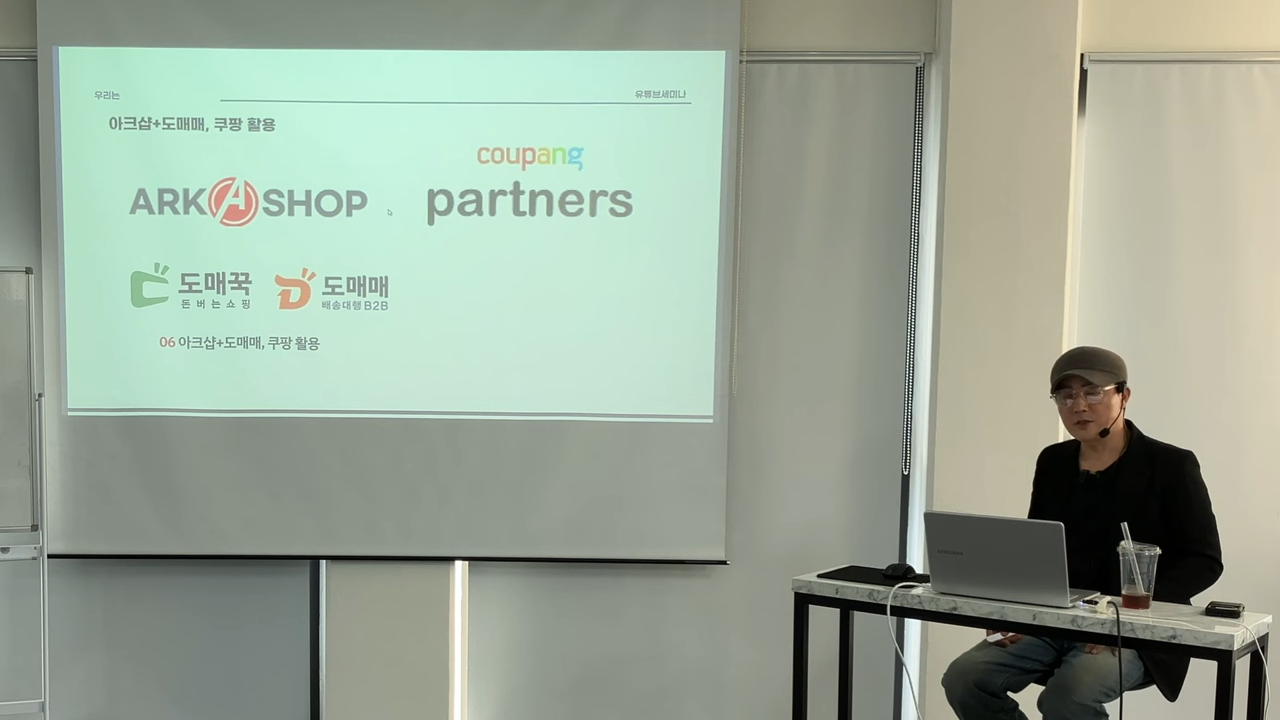 우리는
유튜브세미나
아크샵+도매매, 쿠팡 활용
coupang
partners
ARK A SHOP
도매꾹
돈버는쇼핑
도매매
배송대행 B2B
06 아크샵+도매매, 쿠팡 활용
SAMSUNG